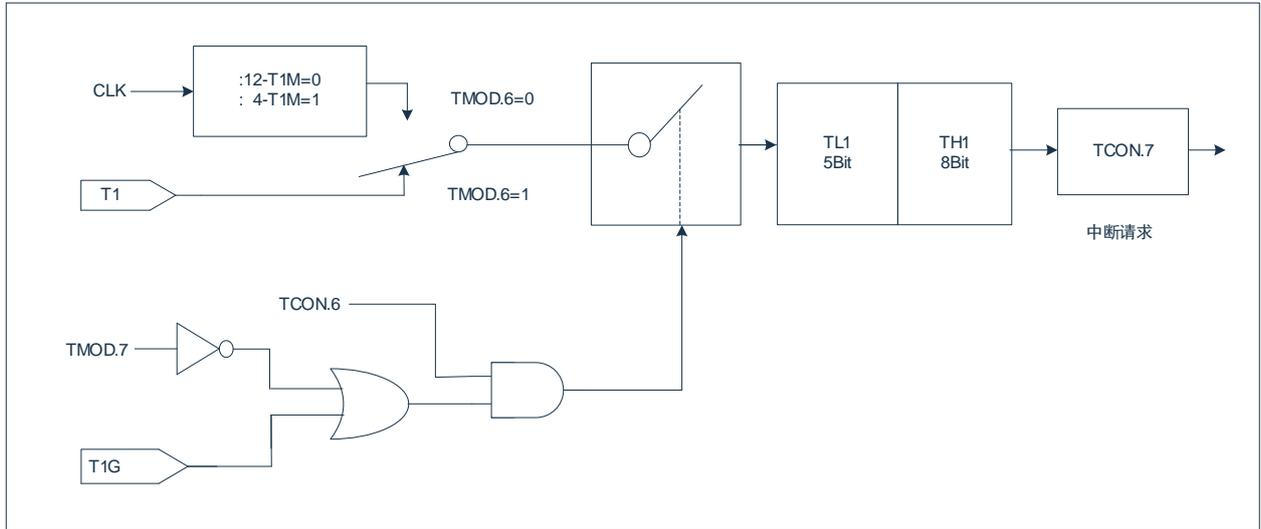 :12-T1M=0
: 4-T1M=1
CLK
TMOD.6=0
T1
TMOD.6=1
TL1
5Bit
TH1
8Bit
TCON.7
中断请求
TCON.6
TMOD.7
T1G